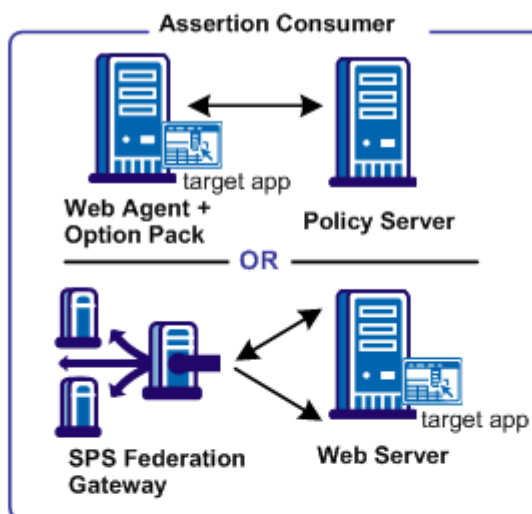 Assertion Consumer
target app
Web Agent +
Option Pack
Policy Server
OR
target app
SPS Federation
Gateway
Web Server